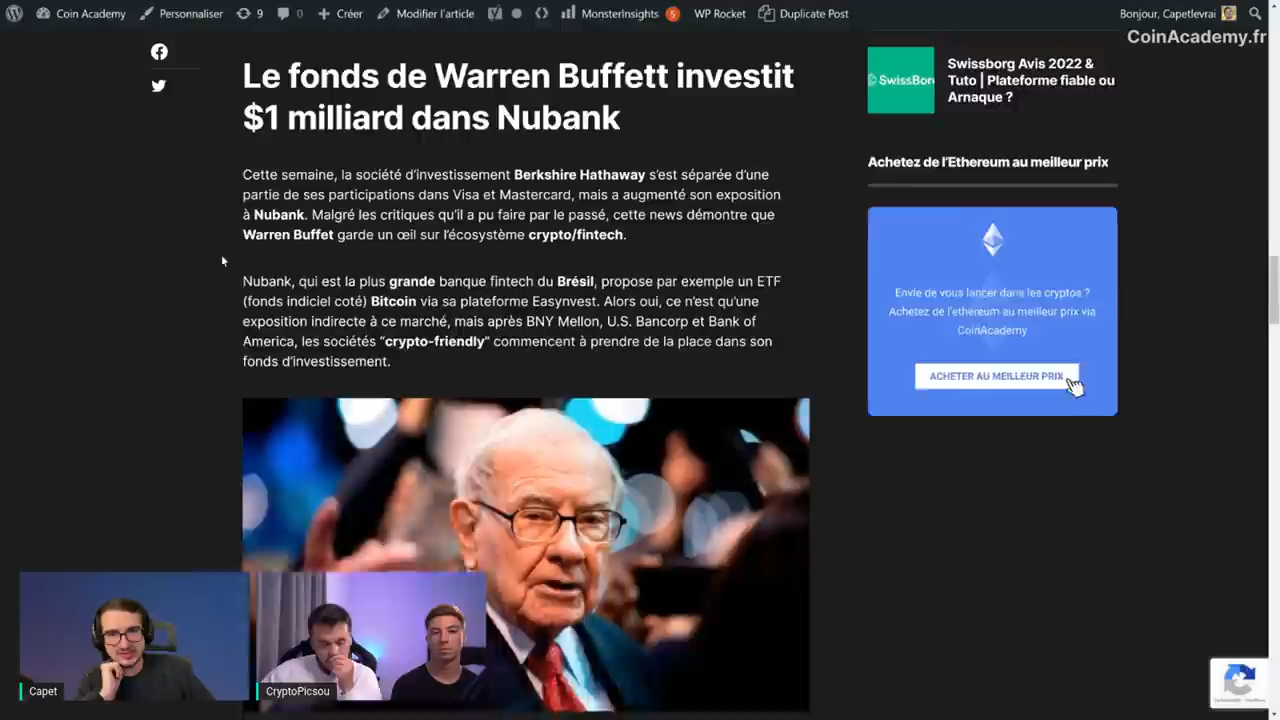 Coin Academy
Personnaliser
9
0
Créer
Modifier l'article
MonsterInsights
5
WP Rocket
Duplicate Post
Bonjour, Capetlevrai
CoinAcademy.fr
Le fonds de Warren Buffett investit
$1 milliard dans Nubank
Cette semaine, la société d'investissement Berkshire Hathaway s'est séparée d'une
partie de ses participations dans Visa et Mastercard, mais a augmenté son exposition
à Nubank. Malgré les critiques qu'il a pu faire par le passé, cette news démontre que
Warren Buffet garde un œil sur l'écosystème crypto/fintech.
Nubank, qui est la plus grande banque fintech du Brésil, propose par exemple un ETF
(fonds indiciel coté) Bitcoin via sa plateforme Easynvest. Alors oui, ce n'est qu'une
exposition indirecte à ce marché, mais après BNY Mellon, U.S. Bancorp et Bank of
America, les sociétés "crypto-friendly" commencent à prendre de la place dans son
fonds d'investissement.
SwissBor
Swissborg Avis 2022 &
Tuto | Plateforme fiable ou
Arnaque ?
Achetez de l'Ethereum au meilleur prix
Envie de vous lancer dans les cryptos ?
Achetez de l'ethereum au meilleur prix via
CoinAcademy
ACHETER AU MEILLEUR PRIX
Capet
CryptoPicsou